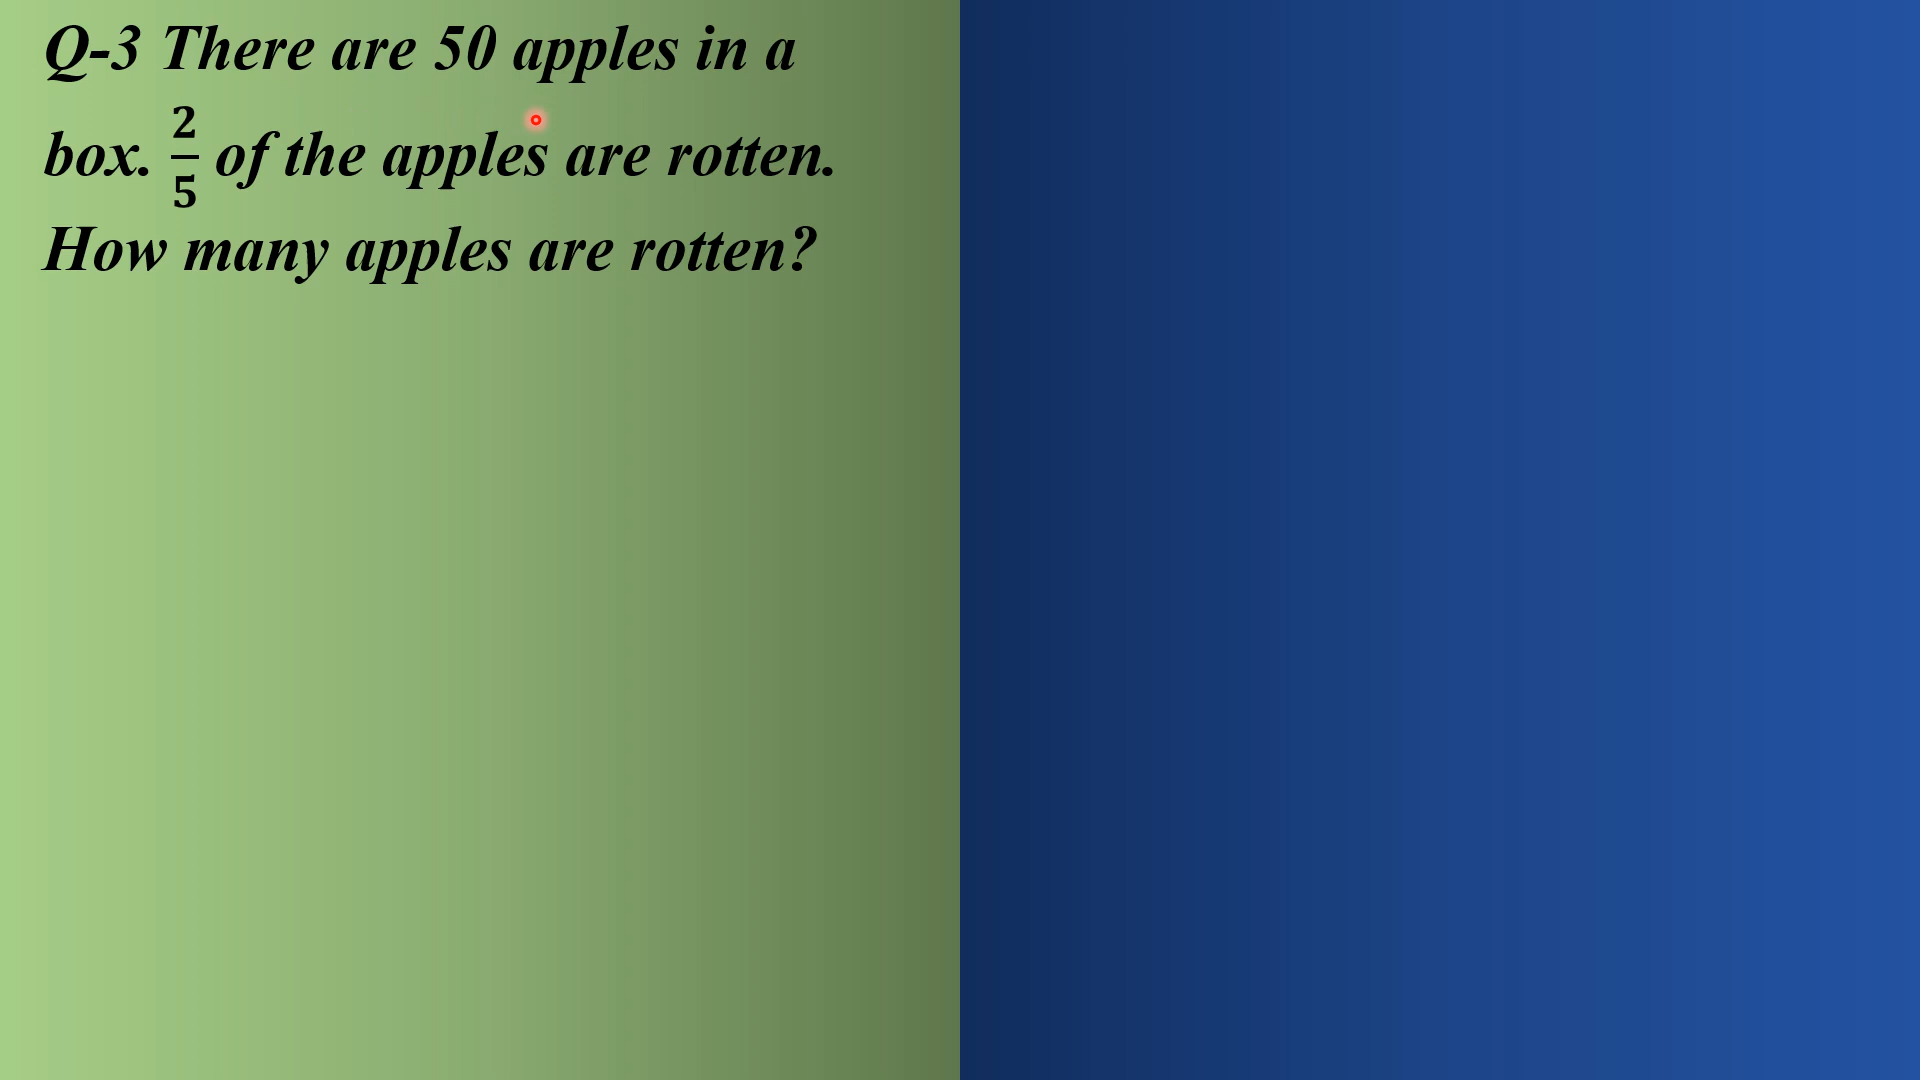 Q-3 There are 50 apples in a
box. 2/5 of the apples are rotten.
How many apples are rotten?